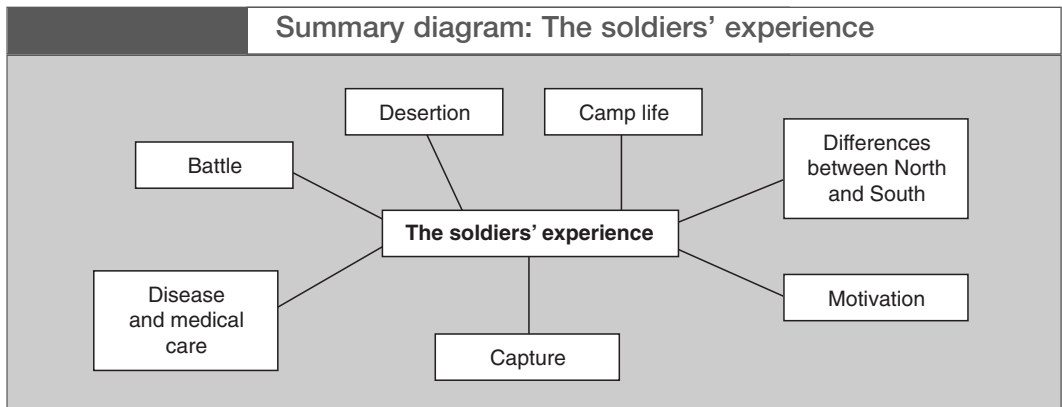 Summary diagram: The soldiers' experience
Desertion
Camp life
Battle
Differences
between North
and South
The soldiers' experience
Disease
and medical
care
Motivation
Capture